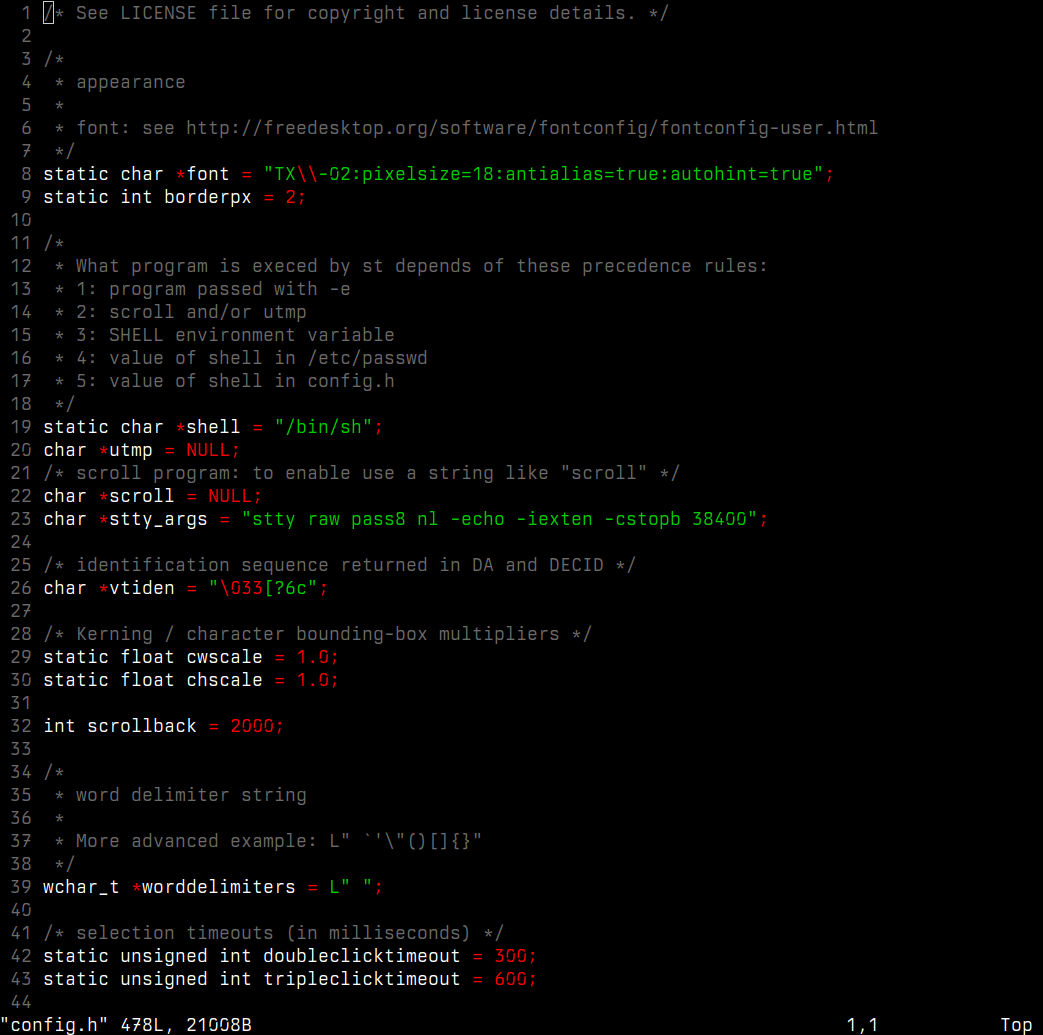 1 /* See LICENSE file for copyright and license details. */
2
3 /*
4  * appearance
5  *
6  * font: see http://freedesktop.org/software/fontconfig/fontconfig-user.html
7  */
8 static char *font = "TX\\-02:pixelsize=18:antialias=true:autohint=true";
9 static int borderpx = 2;
10
11 /*
12  * What program is execed by st depends of these precedence rules:
13  * 1: program passed with -e
14  * 2: scroll and/or utmp
15  * 3: SHELL environment variable
16  * 4: value of shell in /etc/passwd
17  * 5: value of shell in config.h
18  */
19 static char *shell = "/bin/sh";
20 char *utmp = NULL;
21 /* scroll program: to enable use a string like "scroll" */
22 char *scroll = NULL;
23 char *stty_args = "stty raw pass8 nl -echo -iexten -cstopb 38400";
24
25 /* identification sequence returned in DA and DECID */
26 char *vtiden = "\033[?6c";
27
28 /* Kerning / character bounding-box multipliers */
29 static float cwscale = 1.0;
30 static float chscale = 1.0;
31
32 int scrollback = 2000;
33
34 /*
35  * word delimiter string
36  *
37  * More advanced example: L" `'\"()[]{}"
38  */
39 wchar_t *worddelimiters = L" ";
40
41 /* selection timeouts (in milliseconds) */
42 static unsigned int doubleclicktimeout = 300;
43 static unsigned int tripleclicktimeout = 600;
44
"config.h" 478L, 21008B 1,1 Top